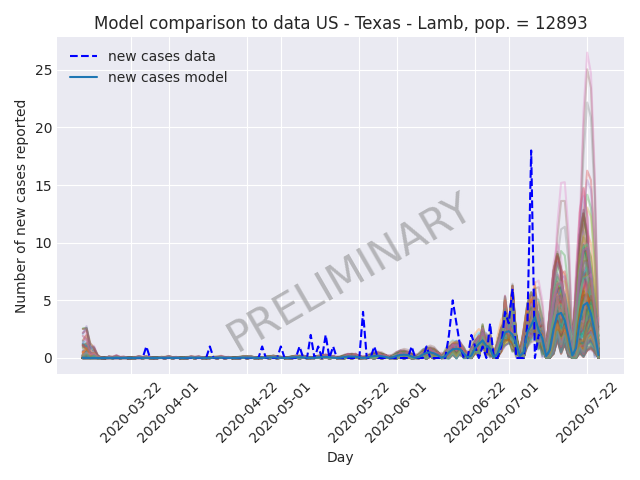 Model comparison to data US - Texas - Lamb, pop. = 12893
new cases data
new cases model
Number of new cases reported
25
20
15
10
5
0
PRELIMINARY
2020-03-22
2020-04-01
2020-04-22
2020-05-01
2020-05-22
2020-06-01
2020-06-22
2020-07-01
2020-07-22
Day